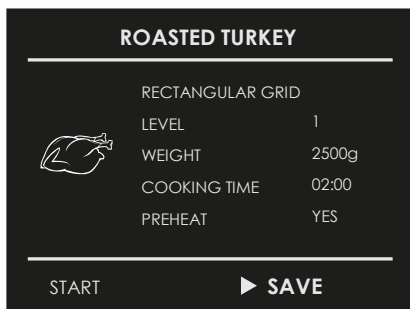 ROASTED TURKEY
RECTANGULAR GRID
LEVEL 1
WEIGHT 2500g
COOKING TIME 02:00
PREHEAT YES
START SAVE